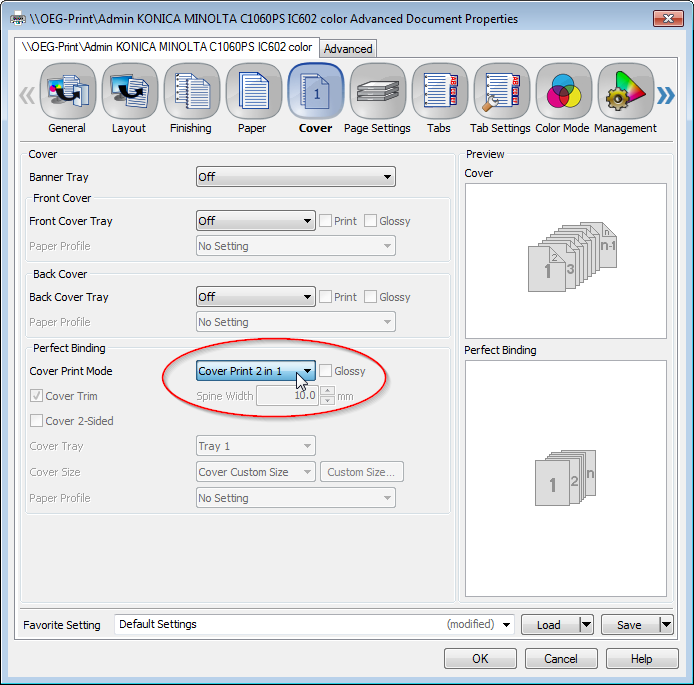 \\OEG-Print\Admin KONICA MINOLTA C1060PS IC602 color Advanced Document Properties
\\OEG-Print\Admin KONICA MINOLTA C1060PS IC602 color Advanced
General Layout Finishing Paper 1 Cover Page Settings Tabs Tab Settings Color Mode Management
Cover
Banner Tray Off
Front Cover
Front Cover Tray Off Print Glossy
Paper Profile No Setting
Back Cover
Back Cover Tray Off Print Glossy
Paper Profile No Setting
Perfect Binding
Cover Print Mode Cover Print 2 in 1 Glossy
Cover Trim Spine Width 10.0 mm
Cover 2-Sided
Cover Tray Tray 1
Cover Size Cover Custom Size Custom Size...
Paper Profile No Setting
Preview
Cover
1 2 3 n n-1
Perfect Binding
1 2 n
Favorite Setting Default Settings (modified) Load Save
OK Cancel Help